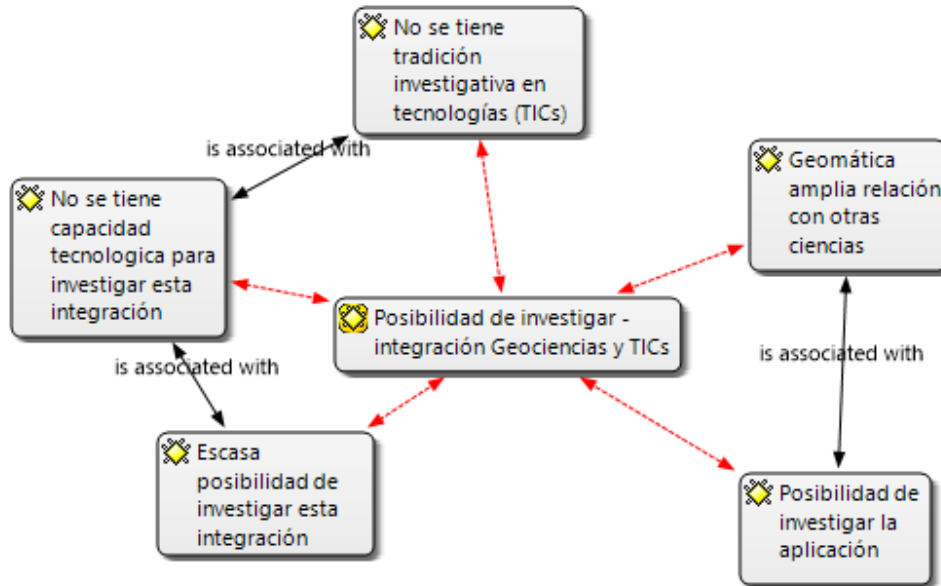 No se tiene
tradición
investigativa en
tecnologías (TICs)
is associated with
Geomática
amplia relación
con otras
ciencias
No se tiene
capacidad
tecnologica para
investigar esta
integración
Posibilidad de investigar -
integración Geociencias y TICs
is associated with
is associated with
Escasa
posibilidad de
investigar esta
integración
Posibilidad de
investigar la
aplicación